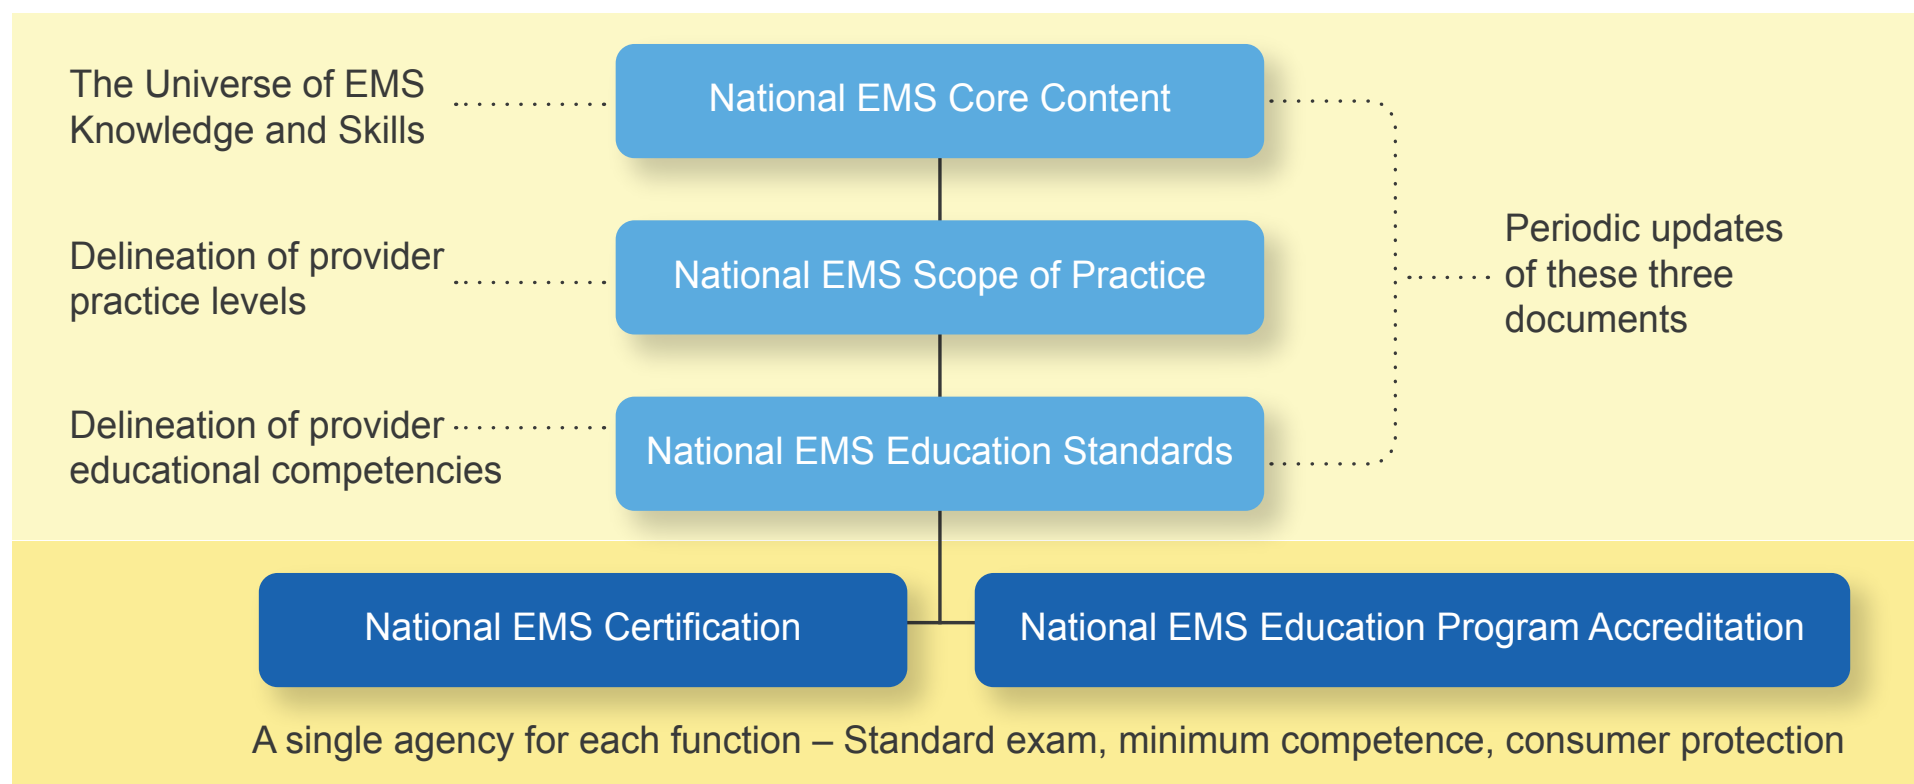 The Universe of EMS
Knowledge and Skills
National EMS Core Content
Delineation of provider
practice levels
National EMS Scope of Practice
Periodic updates
of these three
documents
Delineation of provider
educational competencies
National EMS Education Standards
National EMS Certification
National EMS Education Program Accreditation
A single agency for each function – Standard exam, minimum competence, consumer protection